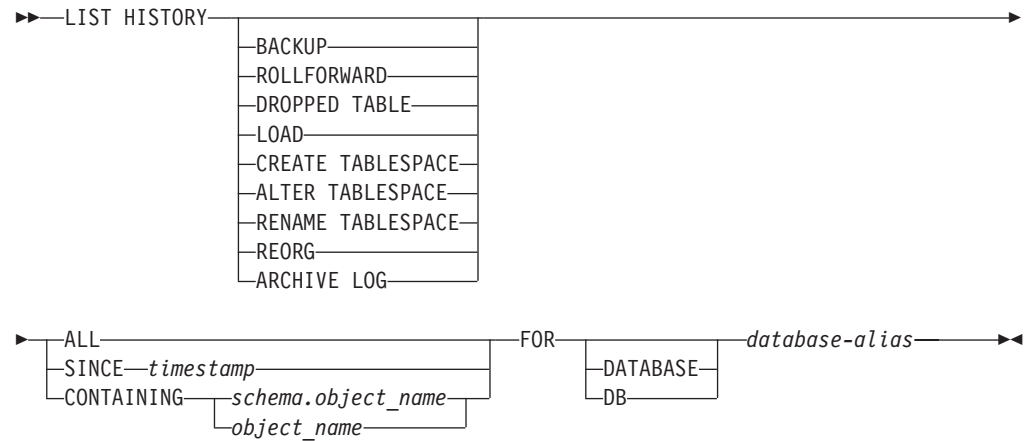 LIST HISTORY
BACKUP
ROLLFORWARD
DROPPED TABLE
LOAD
CREATE TABLESPACE
ALTER TABLESPACE
RENAME TABLESPACE
REORG
ARCHIVE LOG
ALL FOR database-alias
SINCE timestamp DATABASE
CONTAINING schema.object_name DB
object_name